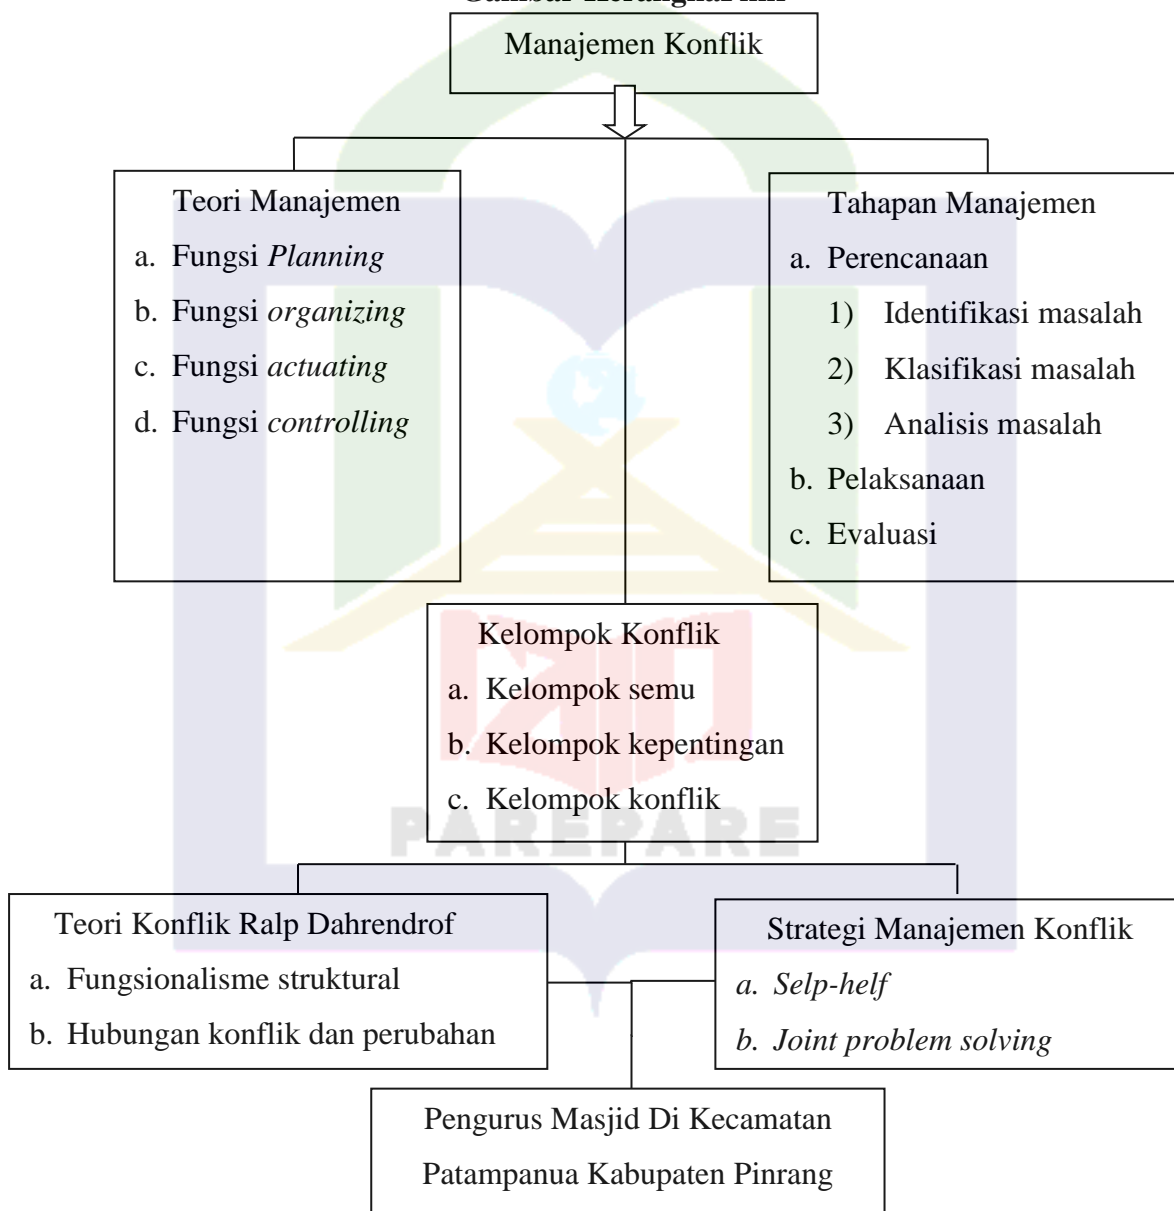 Manajemen Konflik
Teori Manajemen
a. Fungsi Planning
b. Fungsi organizing
c. Fungsi actuating
d. Fungsi controlling
Tahapan Manajemen
a. Perencanaan
1) Identifikasi masalah
2) Klasifikasi masalah
3) Analisis masalah
b. Pelaksanaan
c. Evaluasi
Kelompok Konflik
a. Kelompok semu
b. Kelompok kepentingan
c. Kelompok konflik
PAREPARE
Teori Konflik Ralp Dahrendrof
a. Fungsionalisme struktural
b. Hubungan konflik dan perubahan
Strategi Manajemen Konflik
a. Selp-helf
b. Joint problem solving
Pengurus Masjid Di Kecamatan
Patampanua Kabupaten Pinrang